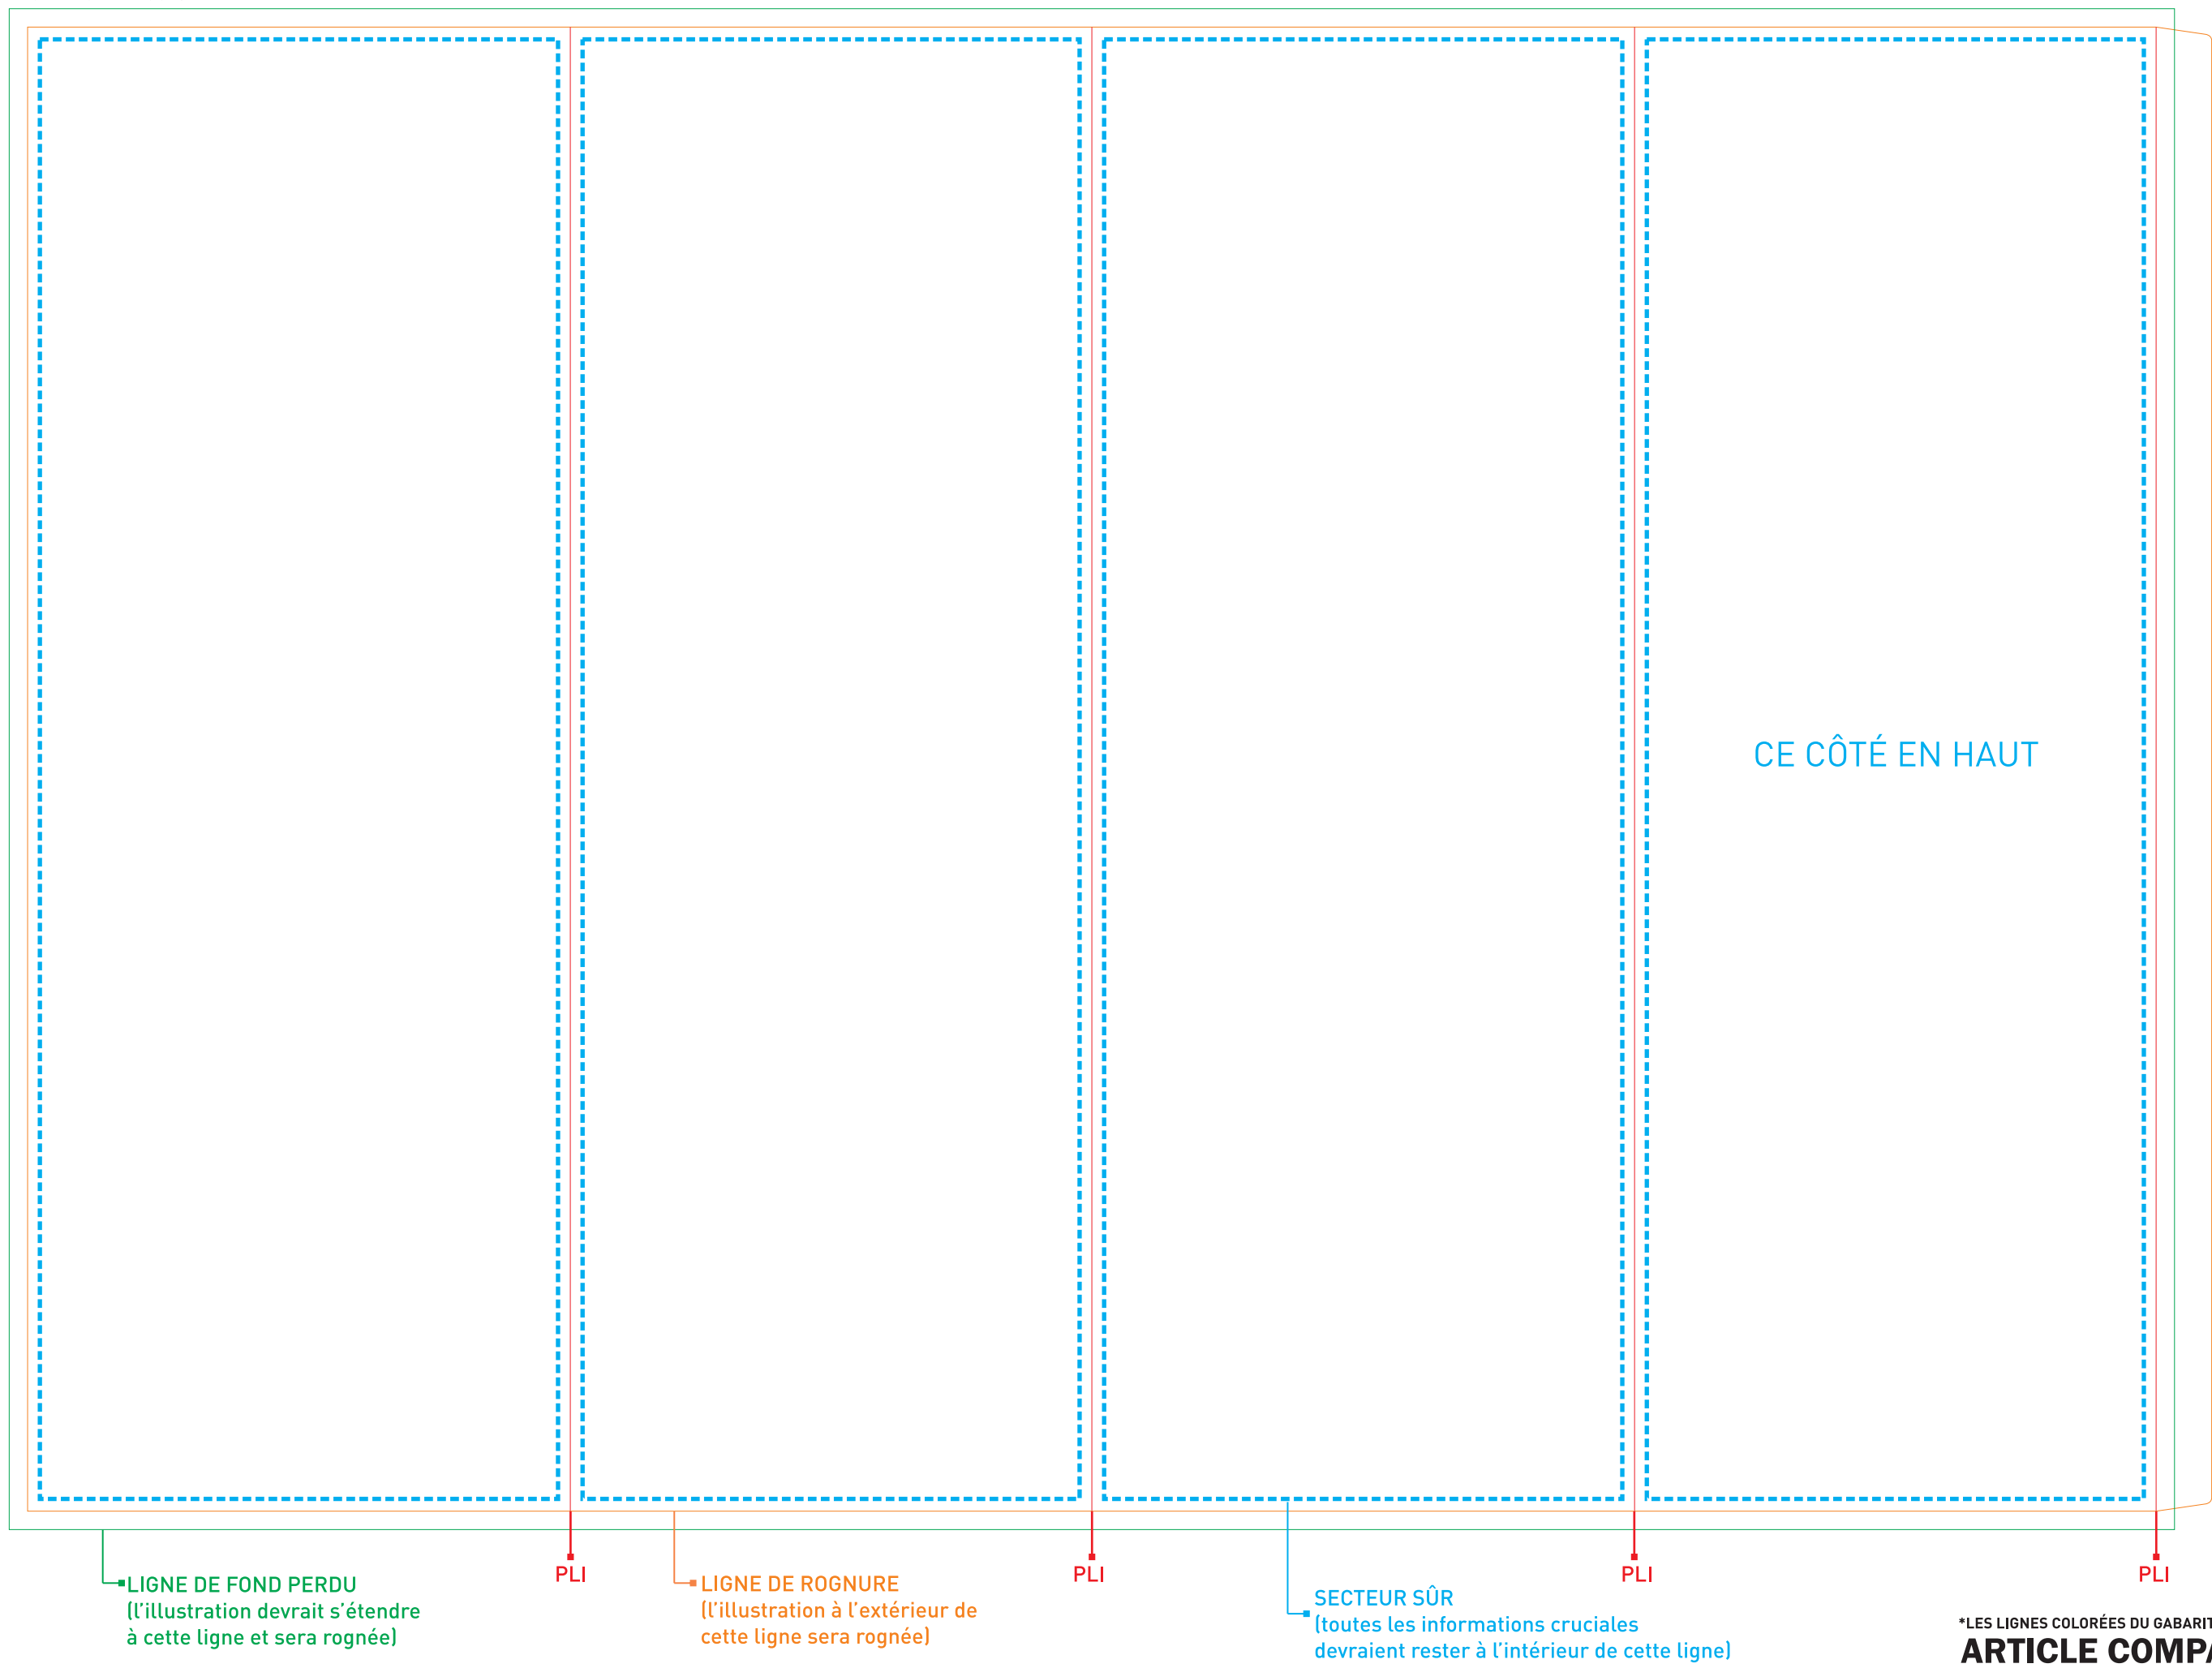 CE CÔTÉ EN HAUT
PLI
PLI
PLI
PLI
LIGNE DE FOND PERDU
(l'illustration devrait s'étendre
à cette ligne et sera rognée)
LIGNE DE ROGNURE
(l'illustration à l'extérieur de
cette ligne sera rognée)
SECTEUR SÛR
(toutes les informations cruciales
devraient rester à l'intérieur de cette ligne)
*LES LIGNES COLORÉES DU
ARTICLE